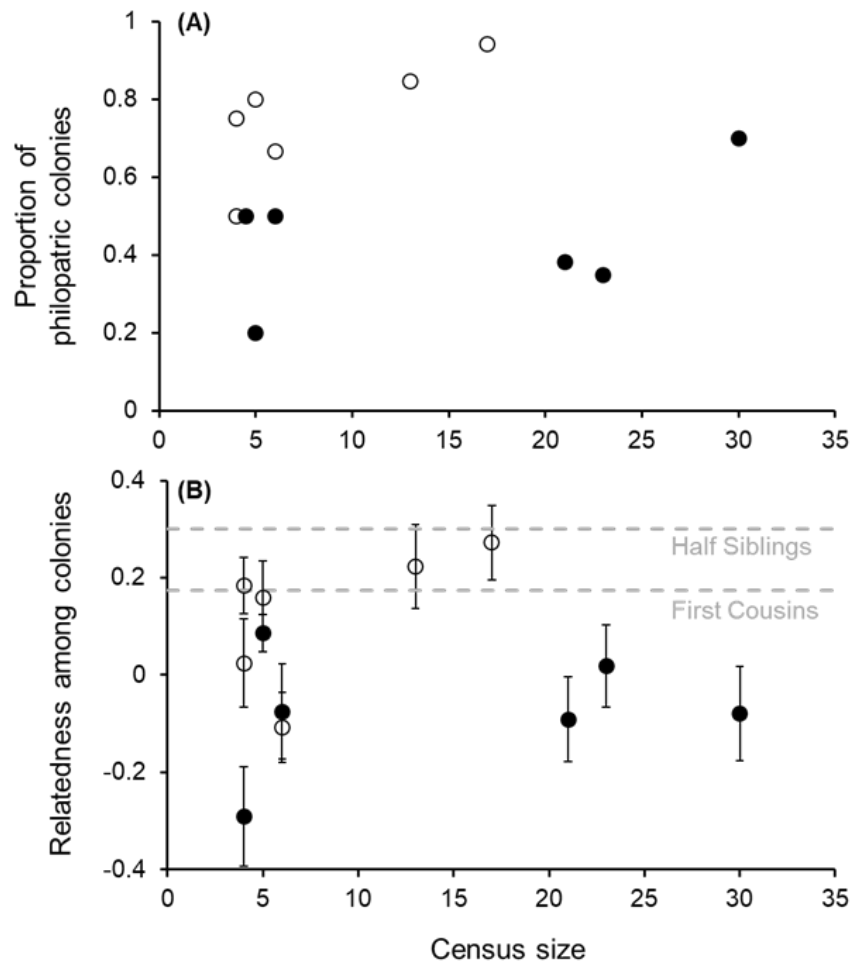 (A)
Proportion of
philopatric colonies
1
0.8
0.6
0.4
0.2
0
0 5 10 15 20 25 30 35
(B)
Relatedness among colonies
0.4
0.2
0
-0.2
-0.4
Half Siblings
First Cousins
0 5 10 15 20 25 30 35
Census size